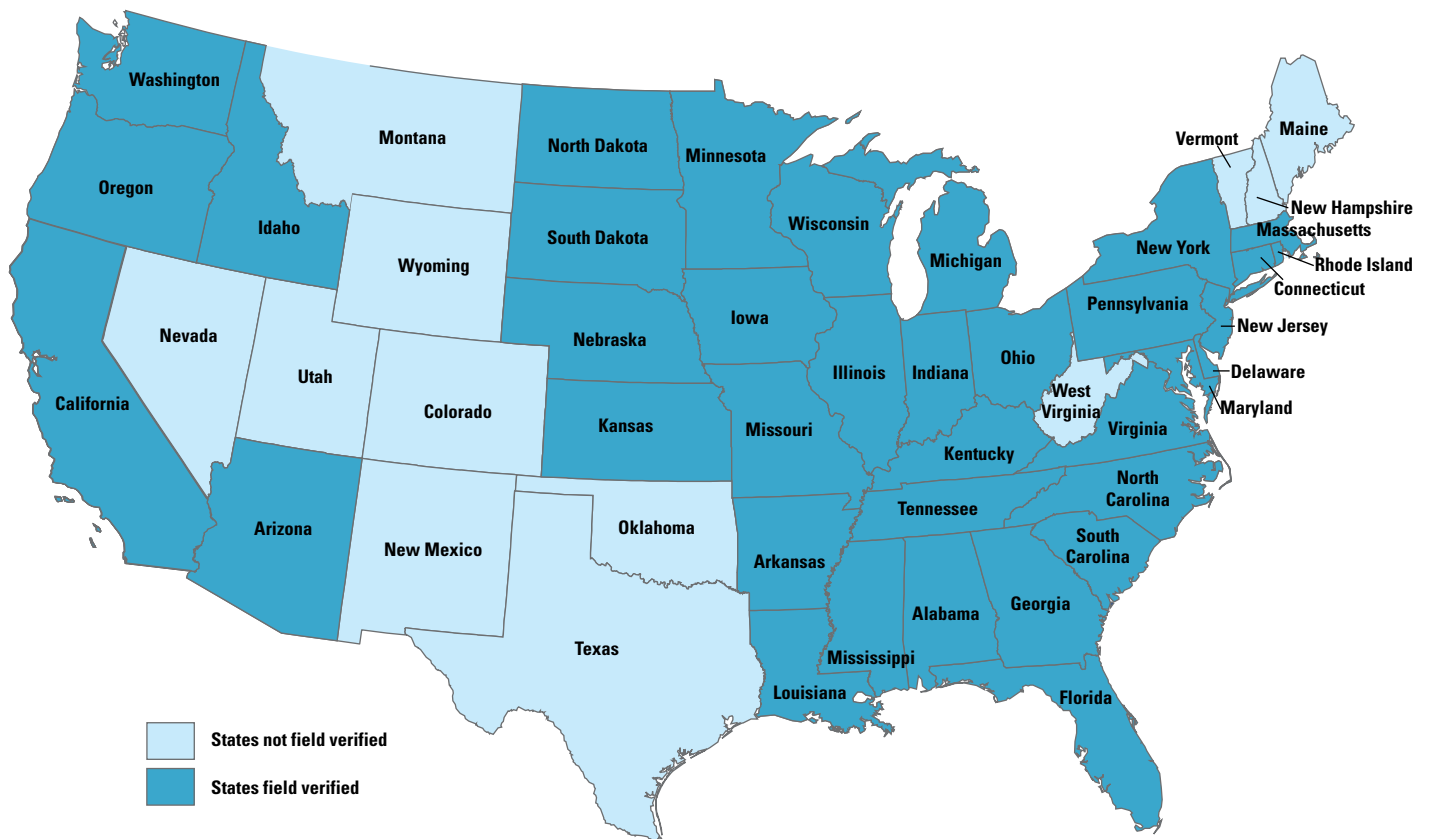 Washington
Montana
North Dakota
Minnesota
Vermont
Maine
Oregon
Idaho
Wisconsin
New Hampshire
Massachusetts
South Dakota
New York
Michigan
Rhode Island
Wyoming
Connecticut
Pennsylvania
Iowa
New Jersey
Nevada
Nebraska
Ohio
Utah
Illinois
Indiana
Delaware
West
Virginia
Colorado
California
Maryland
Kansas
Missouri
Virginia
Kentucky
North
Carolina
Tennessee
Arizona
Oklahoma
New Mexico
South
Carolina
Arkansas
Georgia
Alabama
Texas
Mississippi
Louisiana
Florida
States not field verified
States field verified